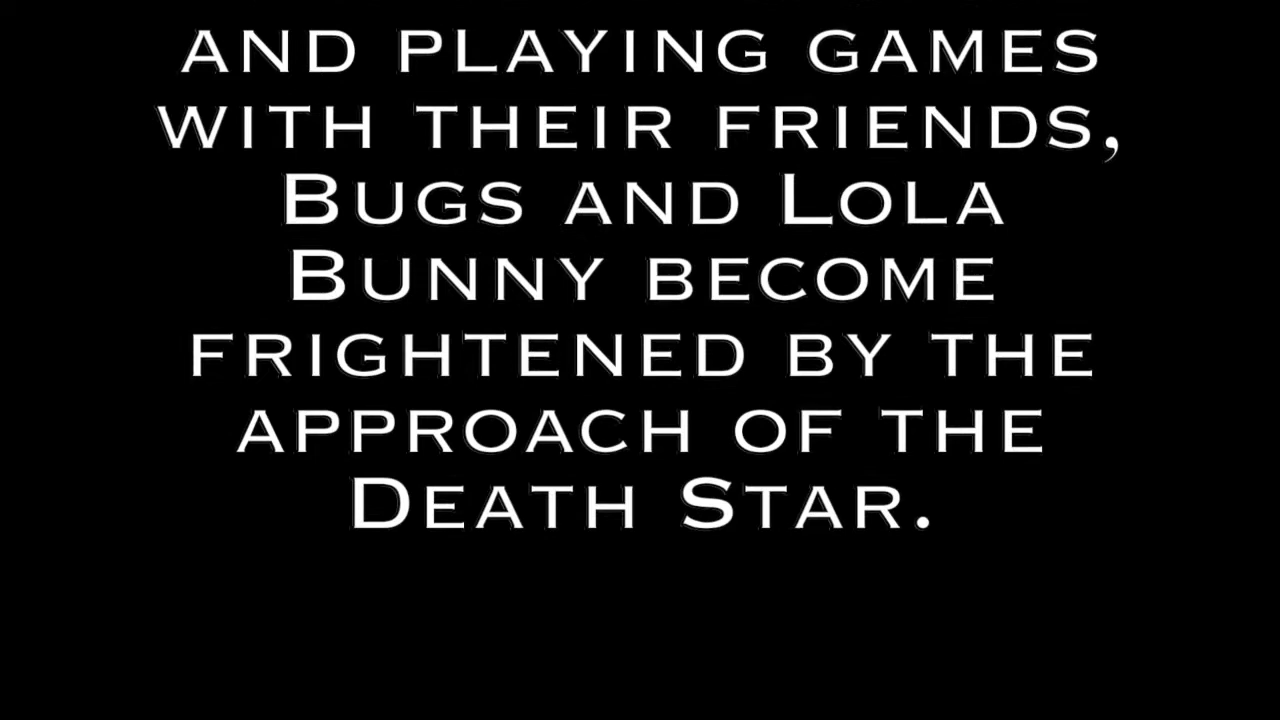 AND PLAYING GAMES
WITH THEIR FRIENDS,
BUGS AND LOLA
BUNNY BECOME
FRIGHTENED BY THE
APPROACH OF THE
DEATH STAR.